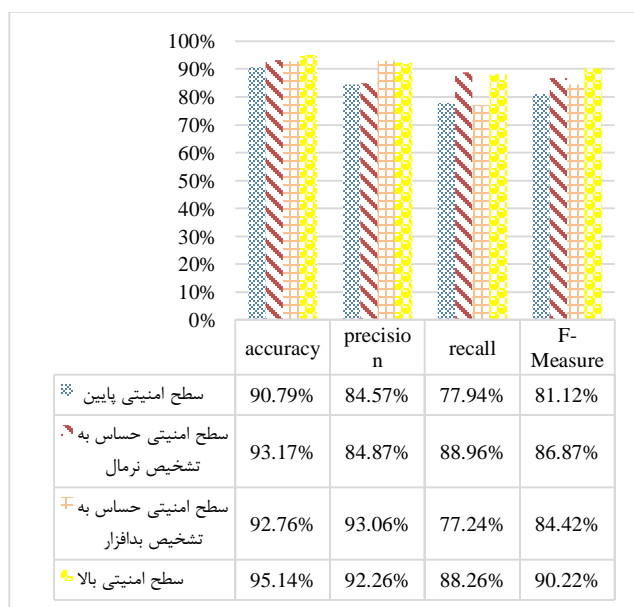 100%
90%
80%
70%
60%
50%
40%
30%
20%
10%
0%
accuracy precisio recall F-
n Measure
سطح امنیتی پایین 90.79% 84.57% 77.94% 81.12%
سطح امنیتی حساس به
تشخیص نرمال 93.17% 84.87% 88.96% 86.87%
سطح امنیتی حساس به
تشخیص بدافزار 92.76% 93.06% 77.24% 84.42%
سطح امنیتی بالا 95.14% 92.26% 88.26% 90.22%